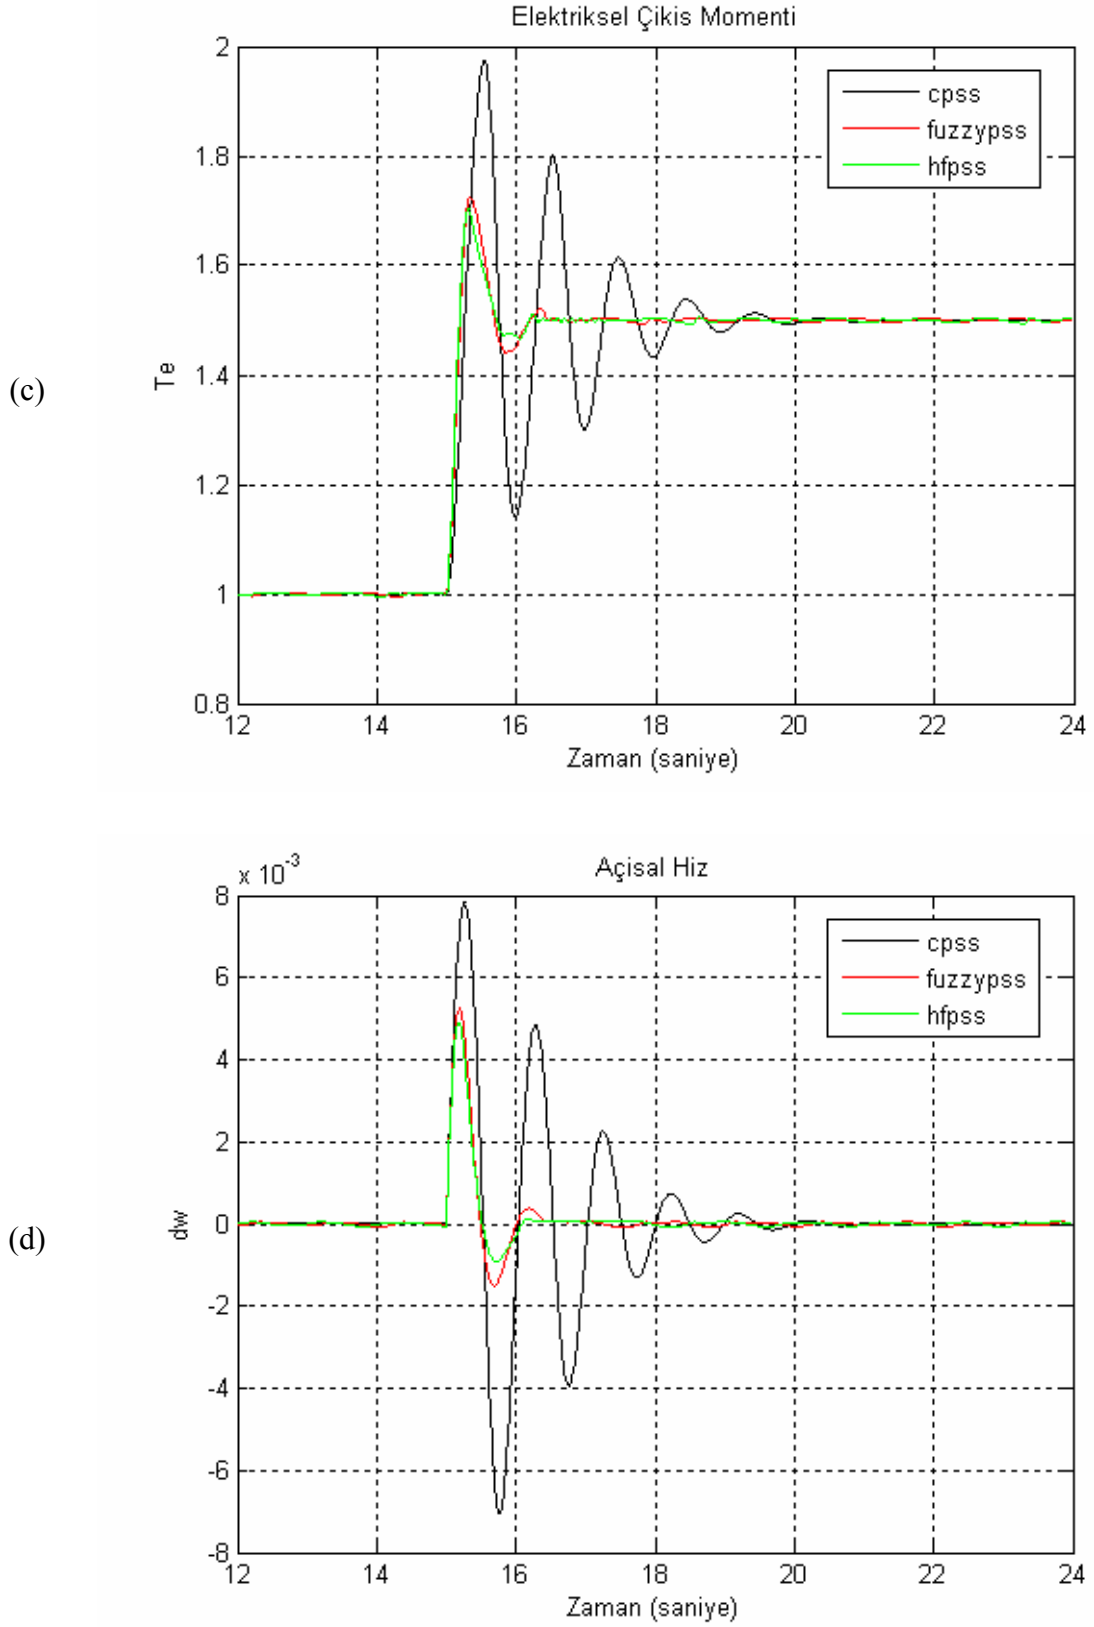 Elektriksel Çikis Momenti
2
1.8
1.6
1.4
1.2
1
0.8
Te
(c)
cpss
fuzzypss
hfpss
12 14 16 18 20 22 24
Zaman (saniye)
x 10-3
Açisal Hiz
8
6
4
2
0
-2
-4
-6
-8
dw
(d)
cpss
fuzzypss
hfpss
12 14 16 18 20 22 24
Zaman (saniye)